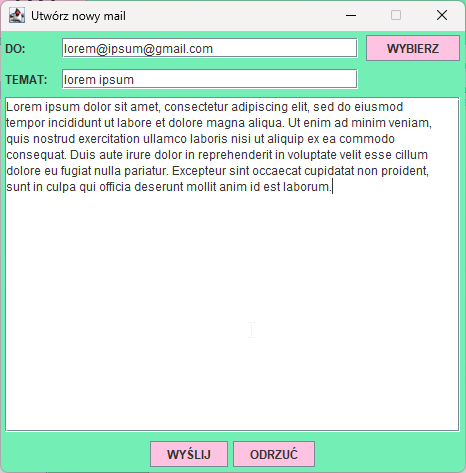 Utwórz nowy mail
DO: lorem@ipsum@gmail.com WYBIERZ
TEMAT: lorem ipsum
Lorem ipsum dolor sit amet, consectetur adipiscing elit, sed do eiusmod
tempor incididunt ut labore et dolore magna aliqua. Ut enim ad minim veniam,
quis nostrud exercitation ullamco laboris nisi ut aliquip ex ea commodo
consequat. Duis aute irure dolor in reprehenderit in voluptate velit esse cillum
dolore eu fugiat nulla pariatur. Excepteur sint occaecat cupidatat non proident,
sunt in culpa qui officia deserunt mollit anim id est laborum.
WYŚLIJ ODRZUĆ